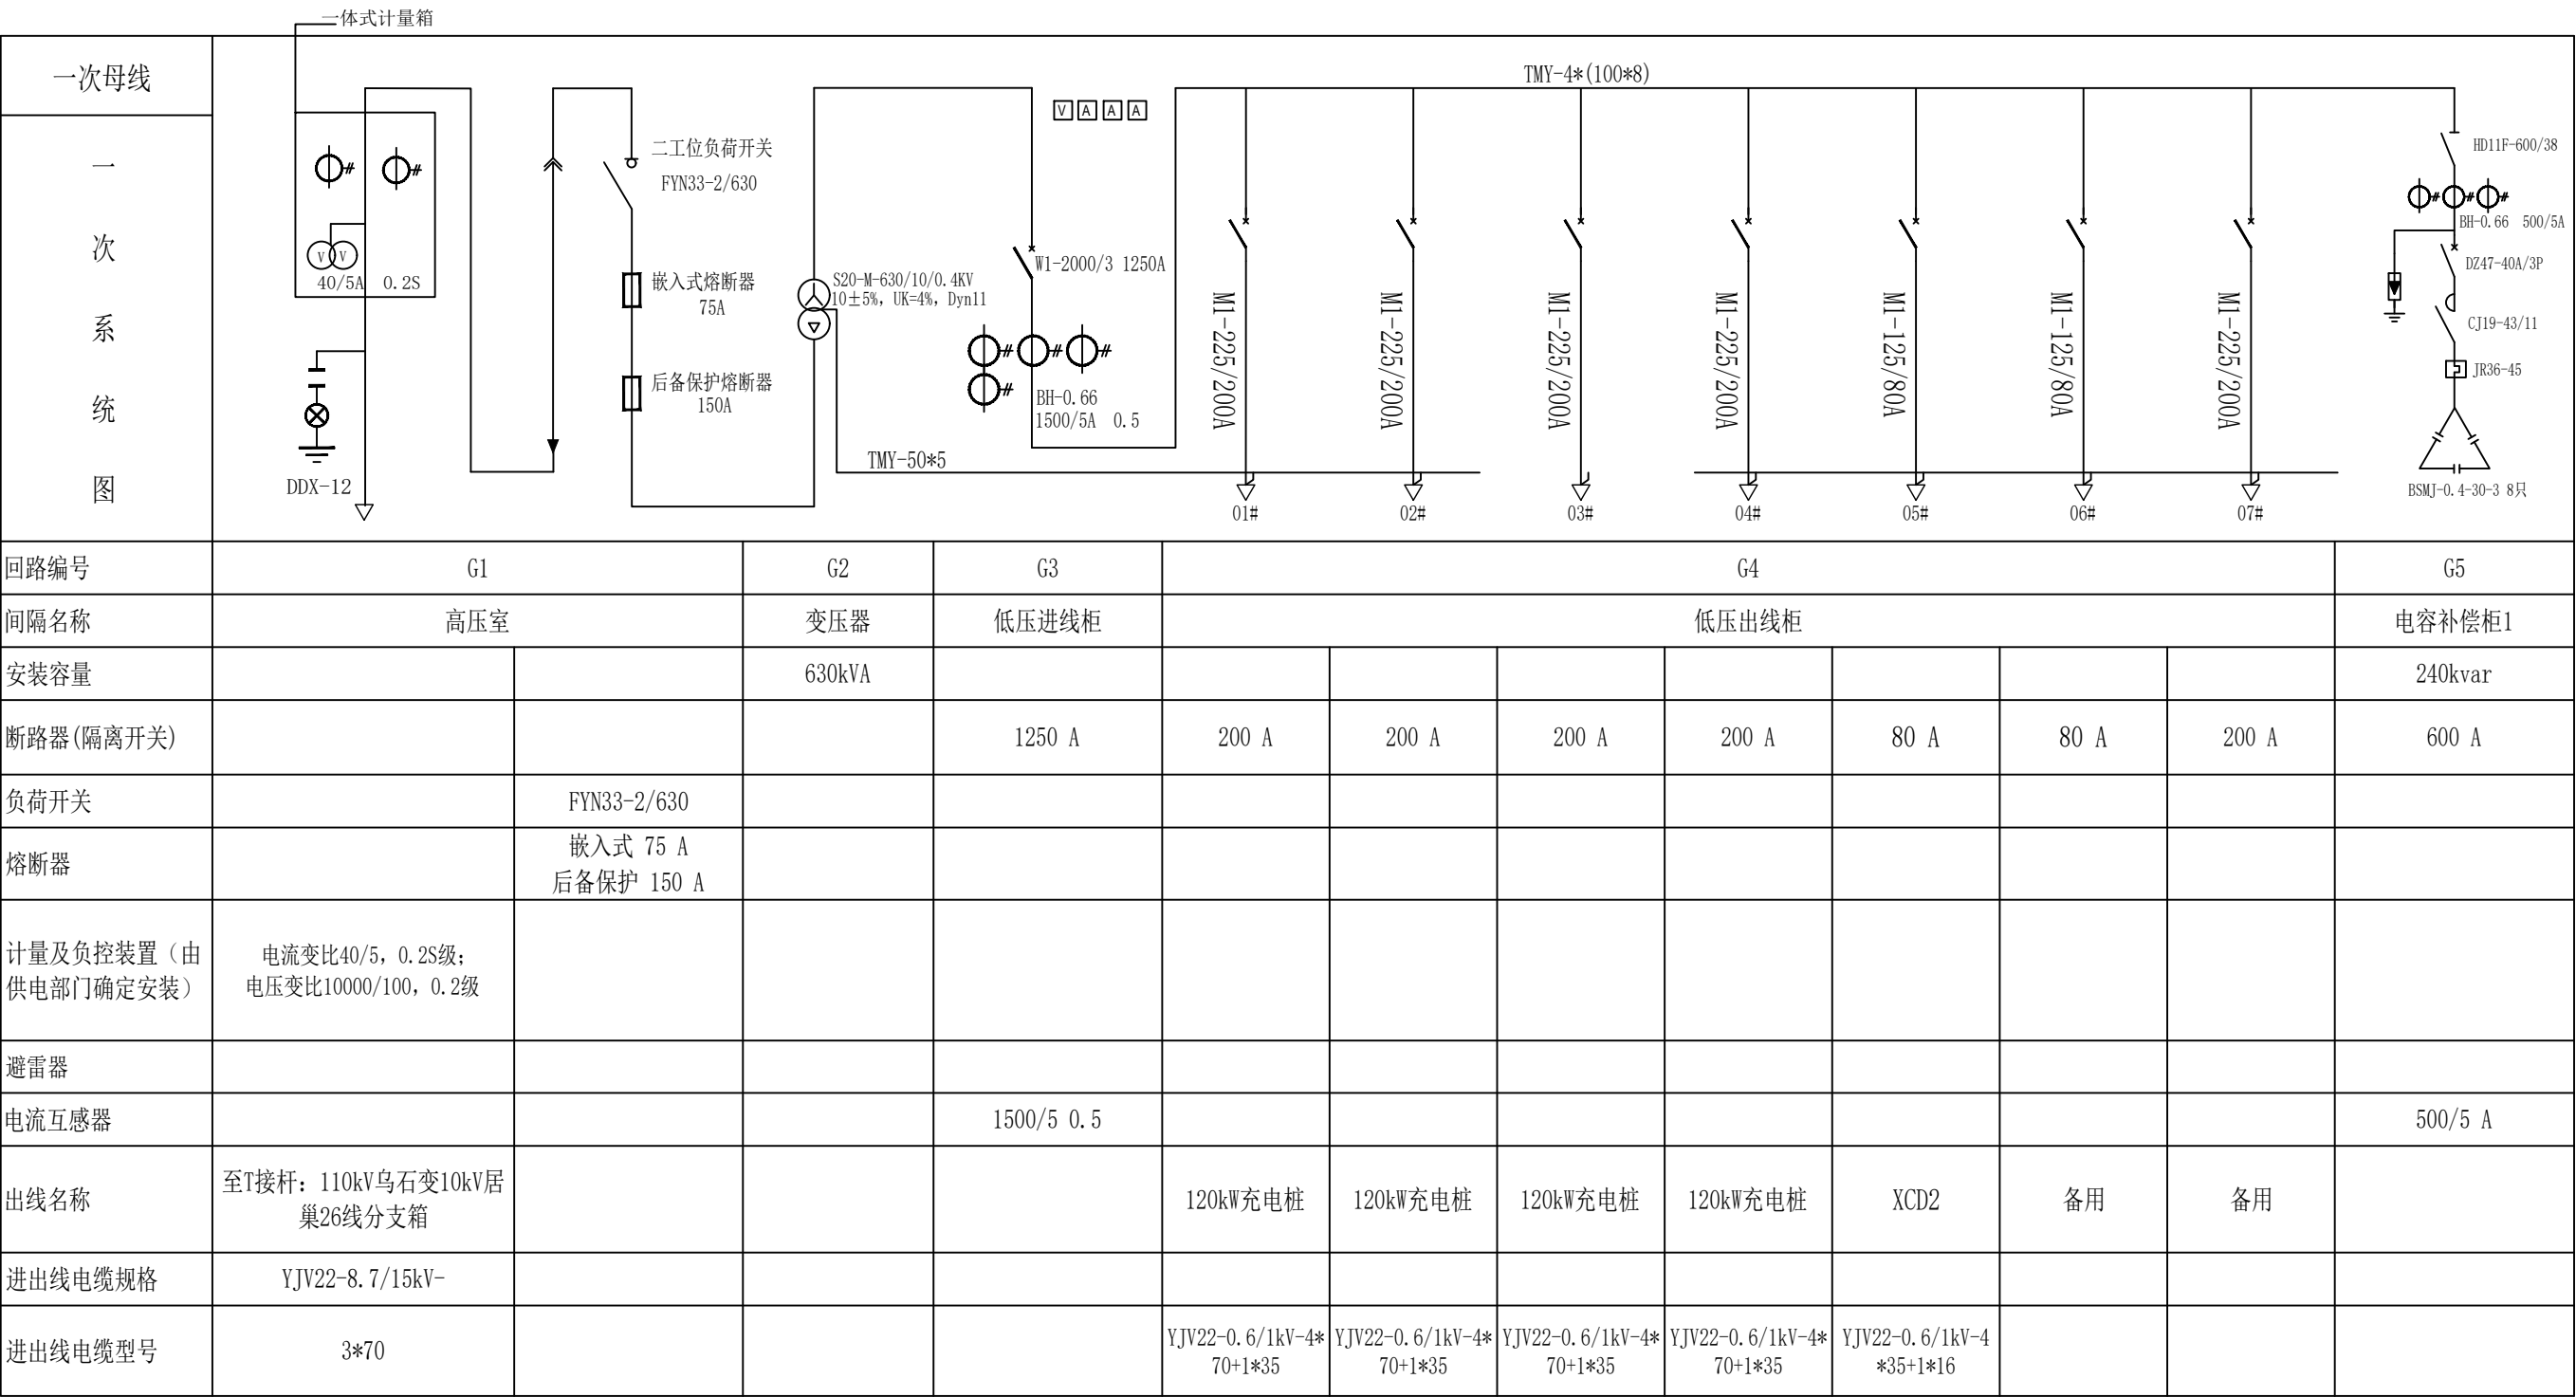 一体式计量箱
一次母线
TMY-4*(100*8)
V A A A
一
次
系
统
图
二工位负荷开关
FYN33-2/630
HD11F-600/38
BH-0.66 500/5A
V V
40/5A 0.2S
嵌入式熔断器
75A
S20-M-630/10/0.4KV
10±5%, UK=4%, Dyn11
W1-2000/3 1250A
DZ47-40A/3P
CJ19-43/11
JR36-45
后备保护熔断器
150A
BH-0.66
1500/5A 0.5
M1-225/200A
M1-225/200A
M1-225/200A
M1-225/200A
M1-125/80A
M1-125/80A
M1-225/200A
TMY-50*5
DDX-12
BSMJ-0.4-30-3 8只
01# 02# 03# 04# 05# 06# 07#
回路编号 G1 G2 G3 G4 G5
间隔名称 高压室 变压器 低压进线柜 低压出线柜 电容补偿柜1
安装容量 630kVA 240kvar
断路器(隔离开关) 1250 A 200 A 200 A 200 A 200 A 80 A 80 A 200 A 600 A
负荷开关 FYN33-2/630
熔断器 嵌入式 75 A
后备保护 150 A
计量及负控装置（由
供电部门确定安装）
电流变比40/5，0.2S级；
电压变比10000/100，0.2级
避雷器
电流互感器 1500/5 0.5 500/5 A
出线名称
至T接杆：110kV乌石变10kV居
巢26线分支箱
120kW充电桩 120kW充电桩 120kW充电桩 120kW充电桩 XCD2 备用 备用
进出线电缆规格 YJV22-8.7/15kV-
进出线电缆型号 3*70
YJV22-0.6/1kV-4*
70+1*35
YJV22-0.6/1kV-4*
70+1*35
YJV22-0.6/1kV-4*
70+1*35
YJV22-0.6/1kV-4*
70+1*35
YJV22-0.6/1kV-4
*35+1*16